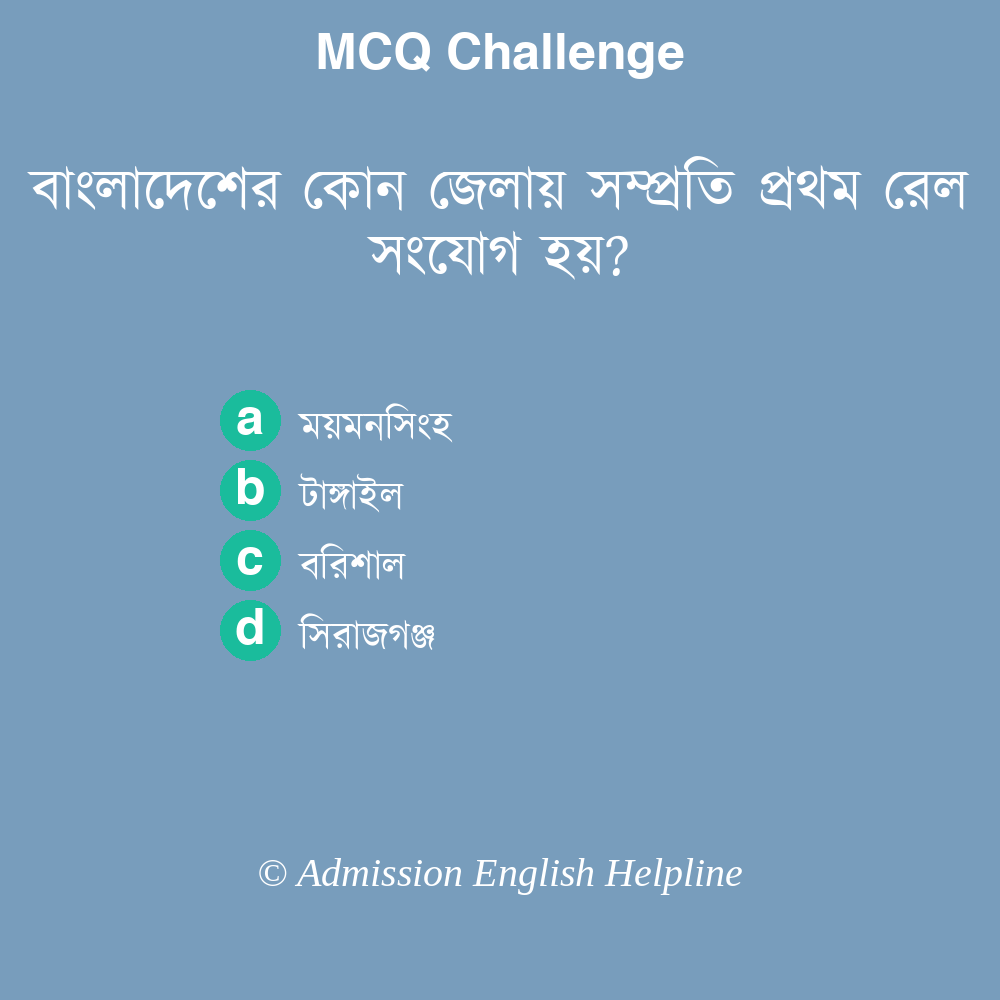 MCQ Challenge
বাংলাদেশের কোন জেলায় সম্প্রতি প্রথম রেল
সংযোগ হয়?
a ময়মনসিংহ
b টাঙ্গাইল
c বরিশাল
d সিরাজগঞ্জ
© Admission English Helpline